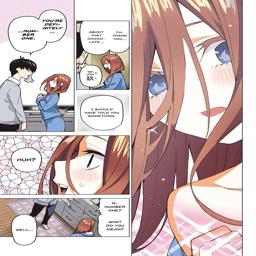 ABOUT
THAT
CHOCO-
LATE...
TH-
THANK
YOU.
YOU'RE
DEFI-
NITELY
...NUM-
BER
ONE.
I SHOULD
HAVE TOLD YOU
SOMETHING.
HUH?
N-
NUMBER
ONE?
WHAT
DO YOU
MEAN?
WELL...